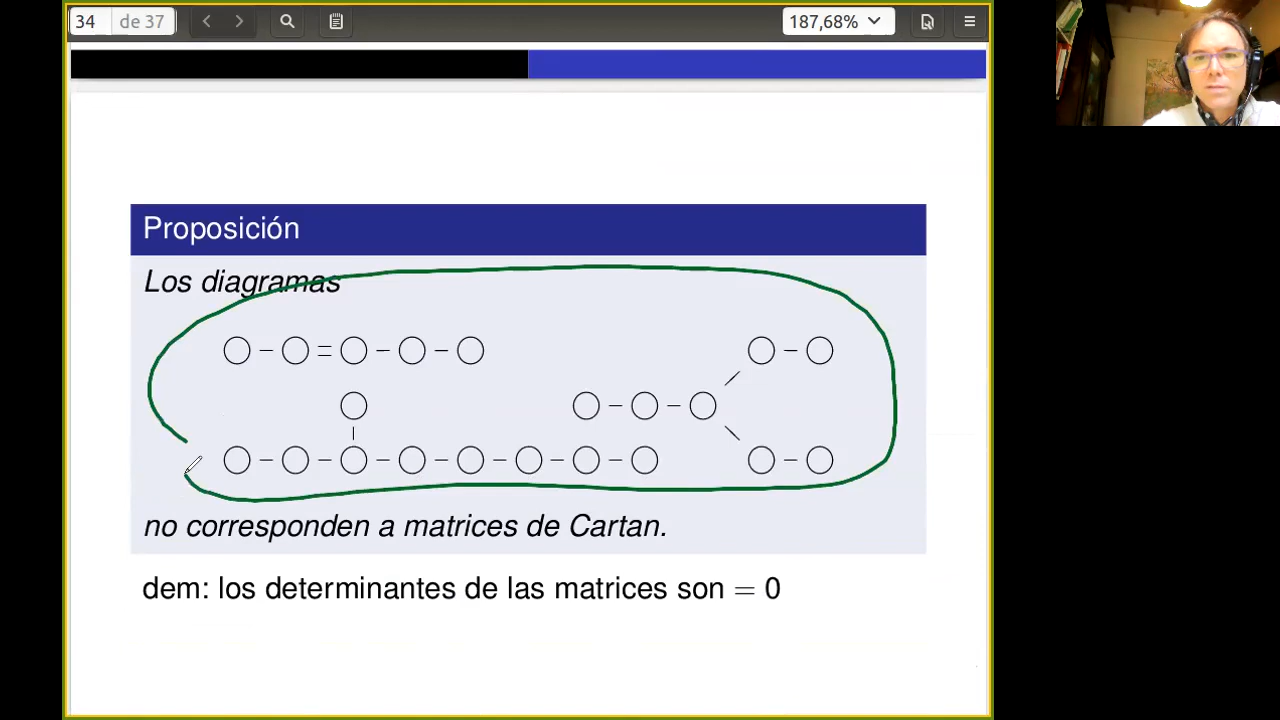 34 de 37
187,68%
Proposición
Los diagramas
no corresponden a matrices de Cartan.
dem: los determinantes de las matrices son = 0